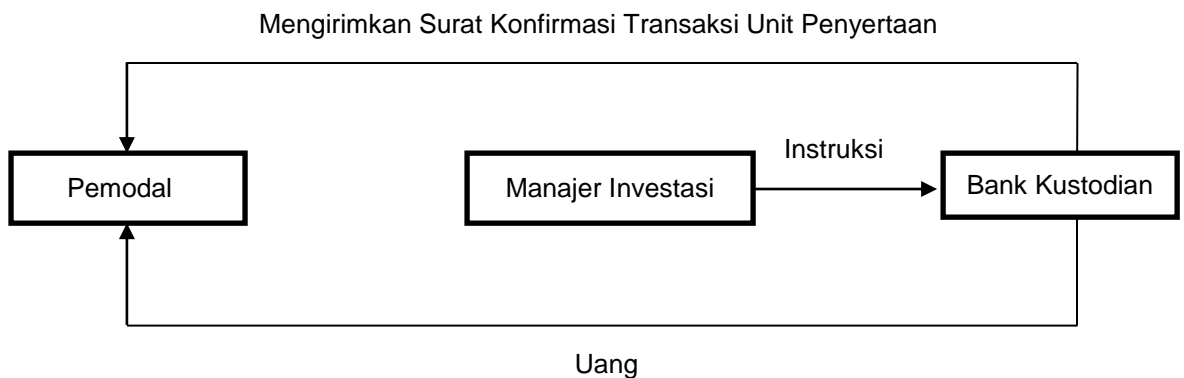 Mengirimkan Surat Konfirmasi Transaksi Unit Penyertaan
Instruksi
Pemodal
Manajer Investasi
Bank Kustodian
Uang